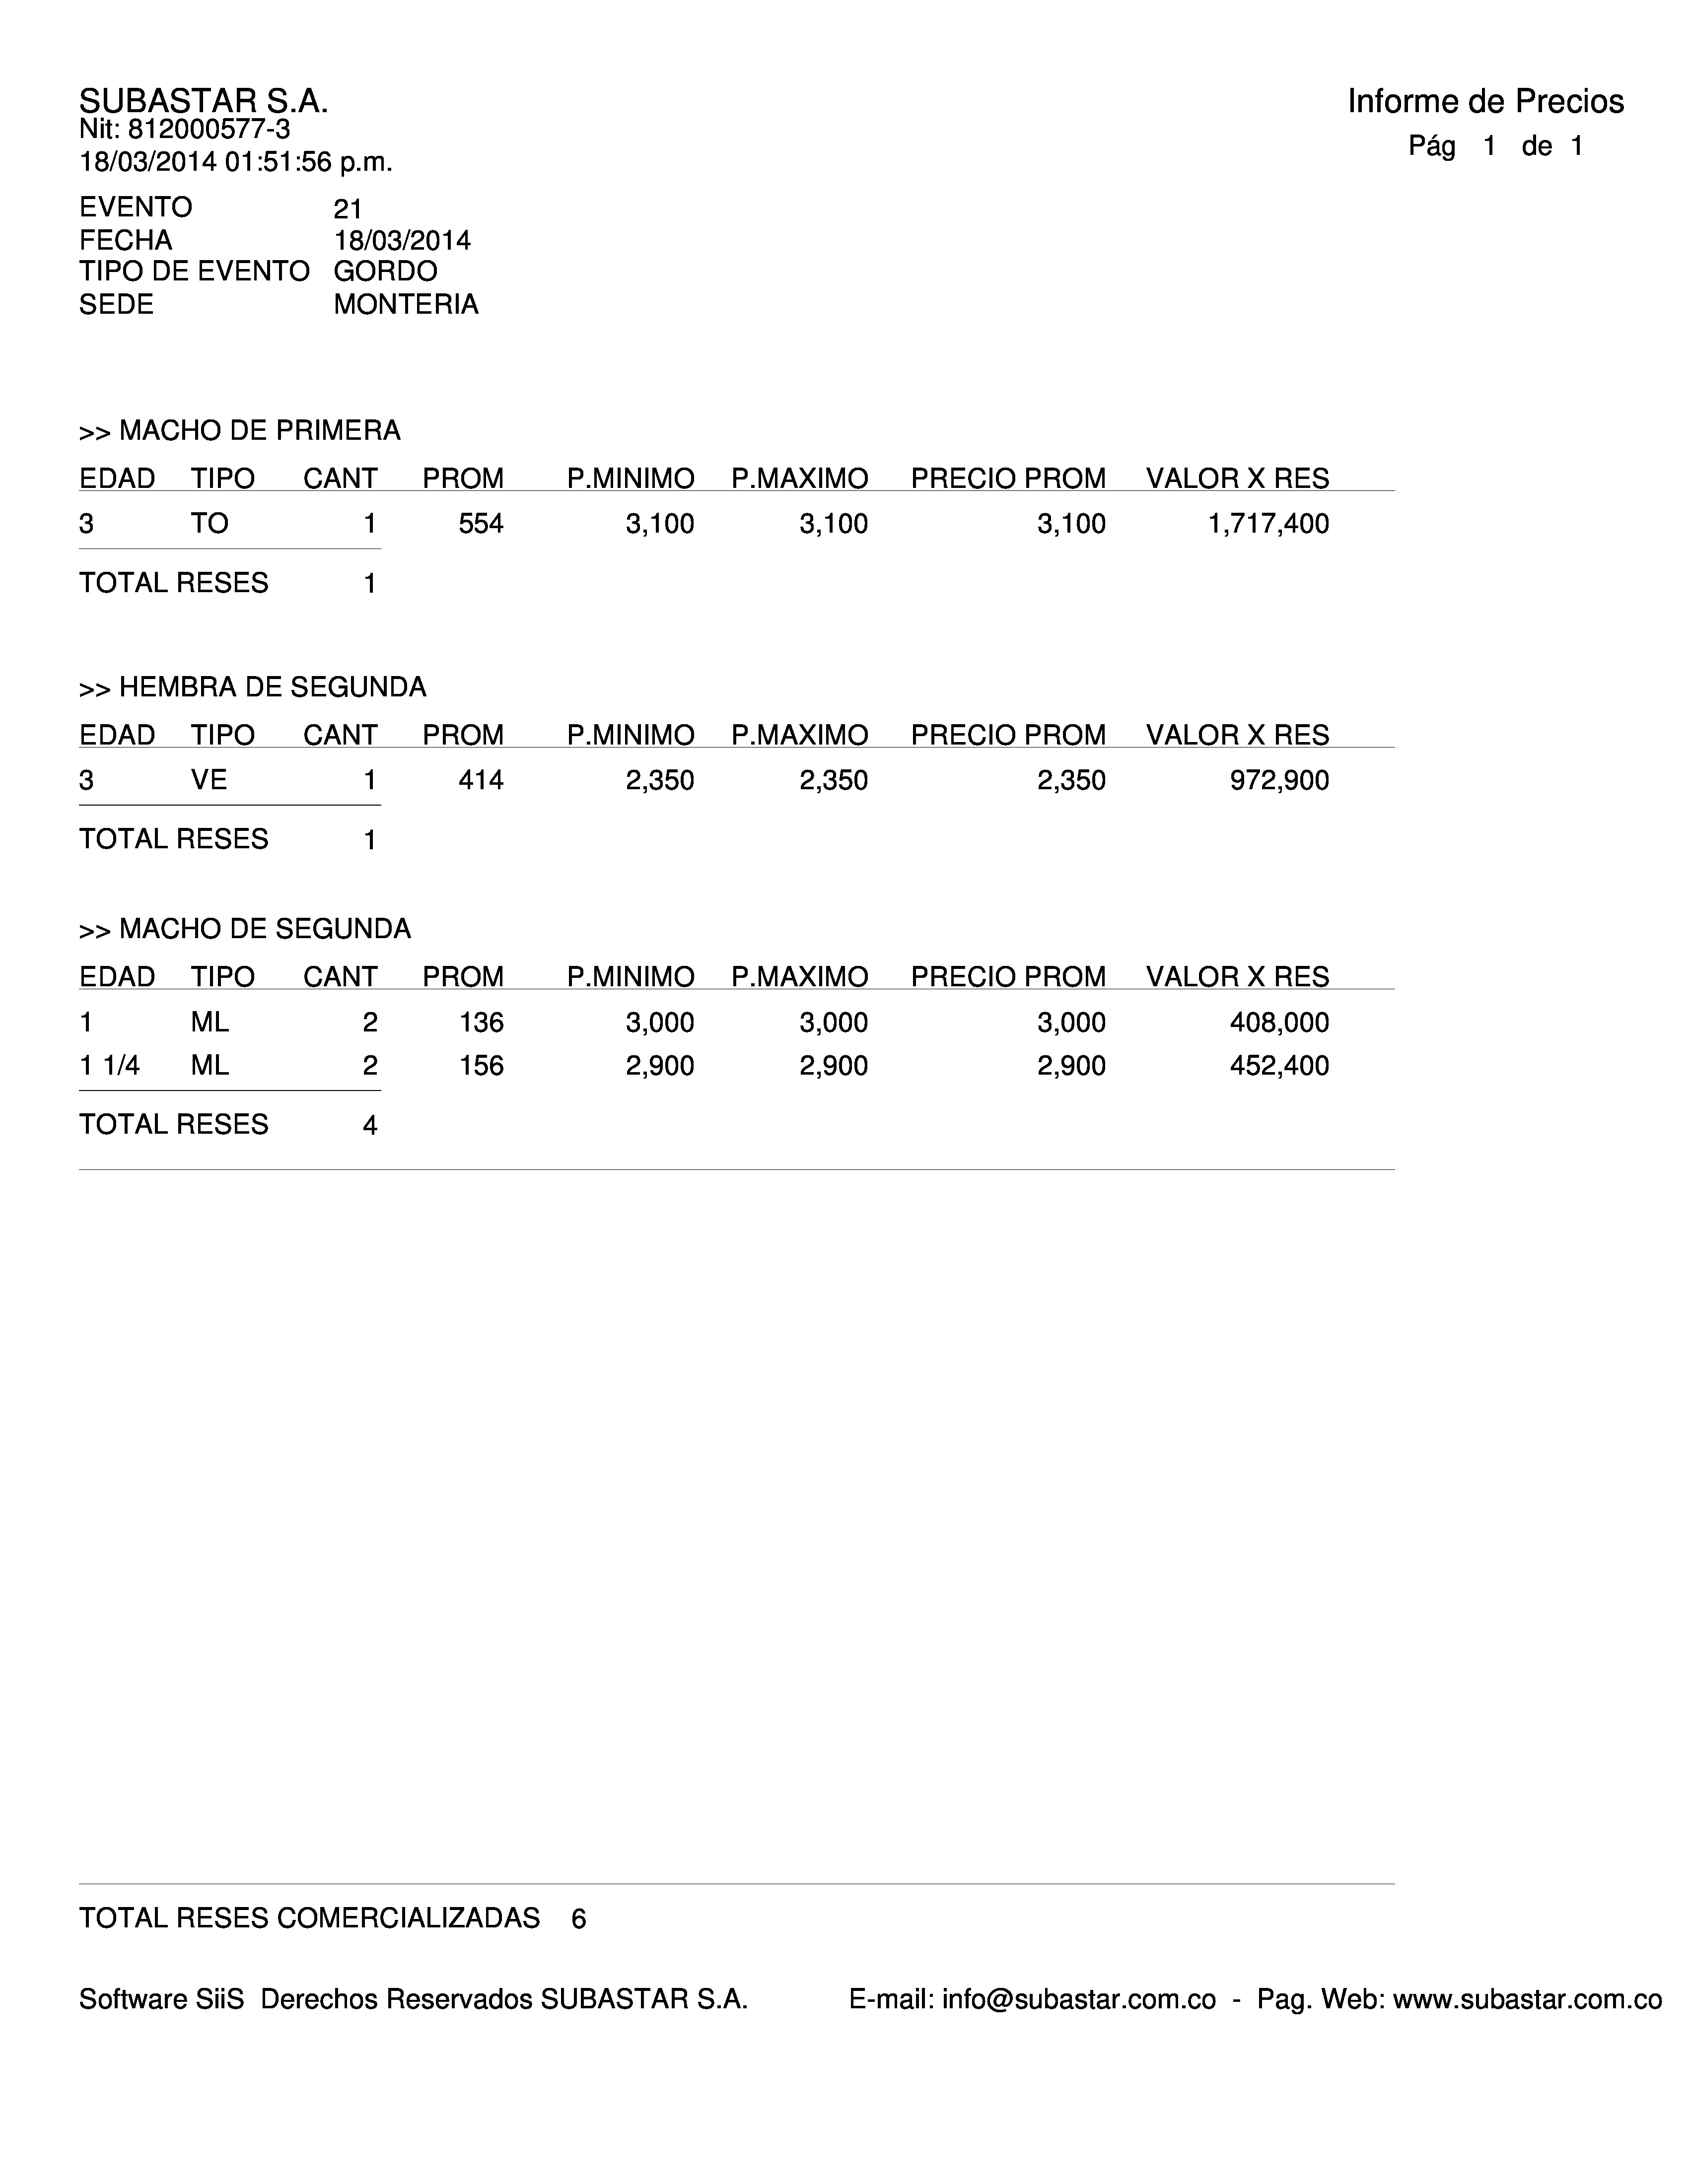 SUBASTAR S.A.
Informe de Precios
Nit: 812000577-3
Pág 1 de 1
18/03/2014 01:51:56 p.m.
EVENTO 21
FECHA 18/03/2014
TIPO DE EVENTO GORDO
SEDE MONTERIA
>> MACHO DE PRIMERA
EDAD TIPO CANT PROM P.MINIMO P.MAXIMO PRECIO PROM VALOR X RES
3 TO 1 554 3,100 3,100 3,100 1,717,400
TOTAL RESES 1
>> HEMBRA DE SEGUNDA
EDAD TIPO CANT PROM P.MINIMO P.MAXIMO PRECIO PROM VALOR X RES
3 VE 1 414 2,350 2,350 2,350 972,900
TOTAL RESES 1
>> MACHO DE SEGUNDA
EDAD TIPO CANT PROM P.MINIMO P.MAXIMO PRECIO PROM VALOR X RES
1 ML 2 136 3,000 3,000 3,000 408,000
1 1/4 ML 2 156 2,900 2,900 2,900 452,400
TOTAL RESES 4
TOTAL RESES COMERCIALIZADAS 6
Software SiiS Derechos Reservados SUBASTAR S.A. E-mail: info@subastar.com.co - Pag. Web: www.subastar.com.co